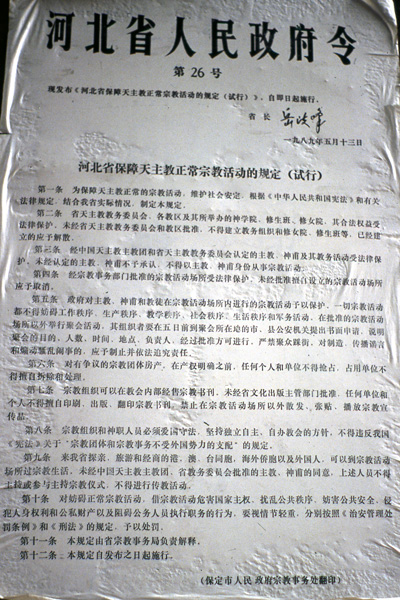 河北省人民政府令
第 26 号
现发布《河北省保障天主教正常宗教活动的规定（试行）》，自即日起施行。
省 长 岳岐峰
一九八九年五月十三日
河北省保障天主教正常宗教活动的规定（试行）
第一条 为保障天主教正常的宗教活动，维护社会安定，根据《中华人民共和国宪法》和有关
法律规定，结合我省实际情况，制定本规定。
第二条 省天主教教务委员会、各教区及其所举办的神学院、修生班、修女院，其合法权益受
法律保护。未经省天主教教务委员会和教区批准，不得建立教务组织和修女院、修生班等，已经建
立的应予解散。
第三条 经中国天主教主教团和省天主教教务委员会认定的主教、神甫及其教务活动受法律保
护。未经认定的主教、神甫不予承认，不得以主教、神甫身份从事宗教活动。
第四条 经宗教事务部门批准的宗教活动场所受法律保护。未经批准擅自设立的宗教活动场所
应予取消。
第五条 政府对主教、神甫和教徒在宗教活动场所内进行的宗教活动予以保护。一切宗教活动
都不得妨碍工作秩序、生产秩序、教学秩序、社会秩序、生活秩序和军务活动。在批准的宗教活动
场所以外举行聚会活动，其组织者要在五日前到聚会所在地的市、县公安机关提出书面申请，说明
聚会的目的、人数、时间、地点、负责人，经过批准方可进行。严禁聚众踩街。对制造、传播谣言
和煽动骚乱闹事的，应予制止并依法追究责任。
第六条 对有争议的宗教团体房产，在产权明确之前，任何个人和单位不得抢占，占用单位不
得擅自拆除和处理。
第七条 宗教组织可以在教会内部经售宗教书刊。未经省文化出版主管部门批准，任何单位和
个人不得擅自印刷、出版、翻印宗教书刊。禁止在宗教活动场所以外散发、张贴、播放宗教宣
传品。
第八条 宗教组织和神职人员必须爱国守法，坚持独立自主、自办教会的方针，不得违反我国
《宪法》关于“宗教团体和宗教事务不受外国势力的支配”的规定。
第九条 来我省探亲、旅游和经商的港、澳、台同胞，海外侨胞以及外国人，可以到宗教活动
场所过宗教生活。未经中国天主教主教团、省教务委员会批准的主教、神甫的同意，上述人员不得
主持或参与主持宗教仪式，不得进行传教活动。
第十条 对妨碍正常宗教活动，借宗教活动危害国家主权，扰乱公共秩序，妨害公共安全，侵
犯人身权利和公私财产以及阻碍公务人员执行职务的行为，要视情节轻重，分别按照《治安管理处
罚条例》和《刑法》的规定，予以处罚。
第十一条 本规定由省宗教事务局负责解释。
第十二条 本规定自发布之日起施行。
（保定市人民政府宗教事务处翻印）